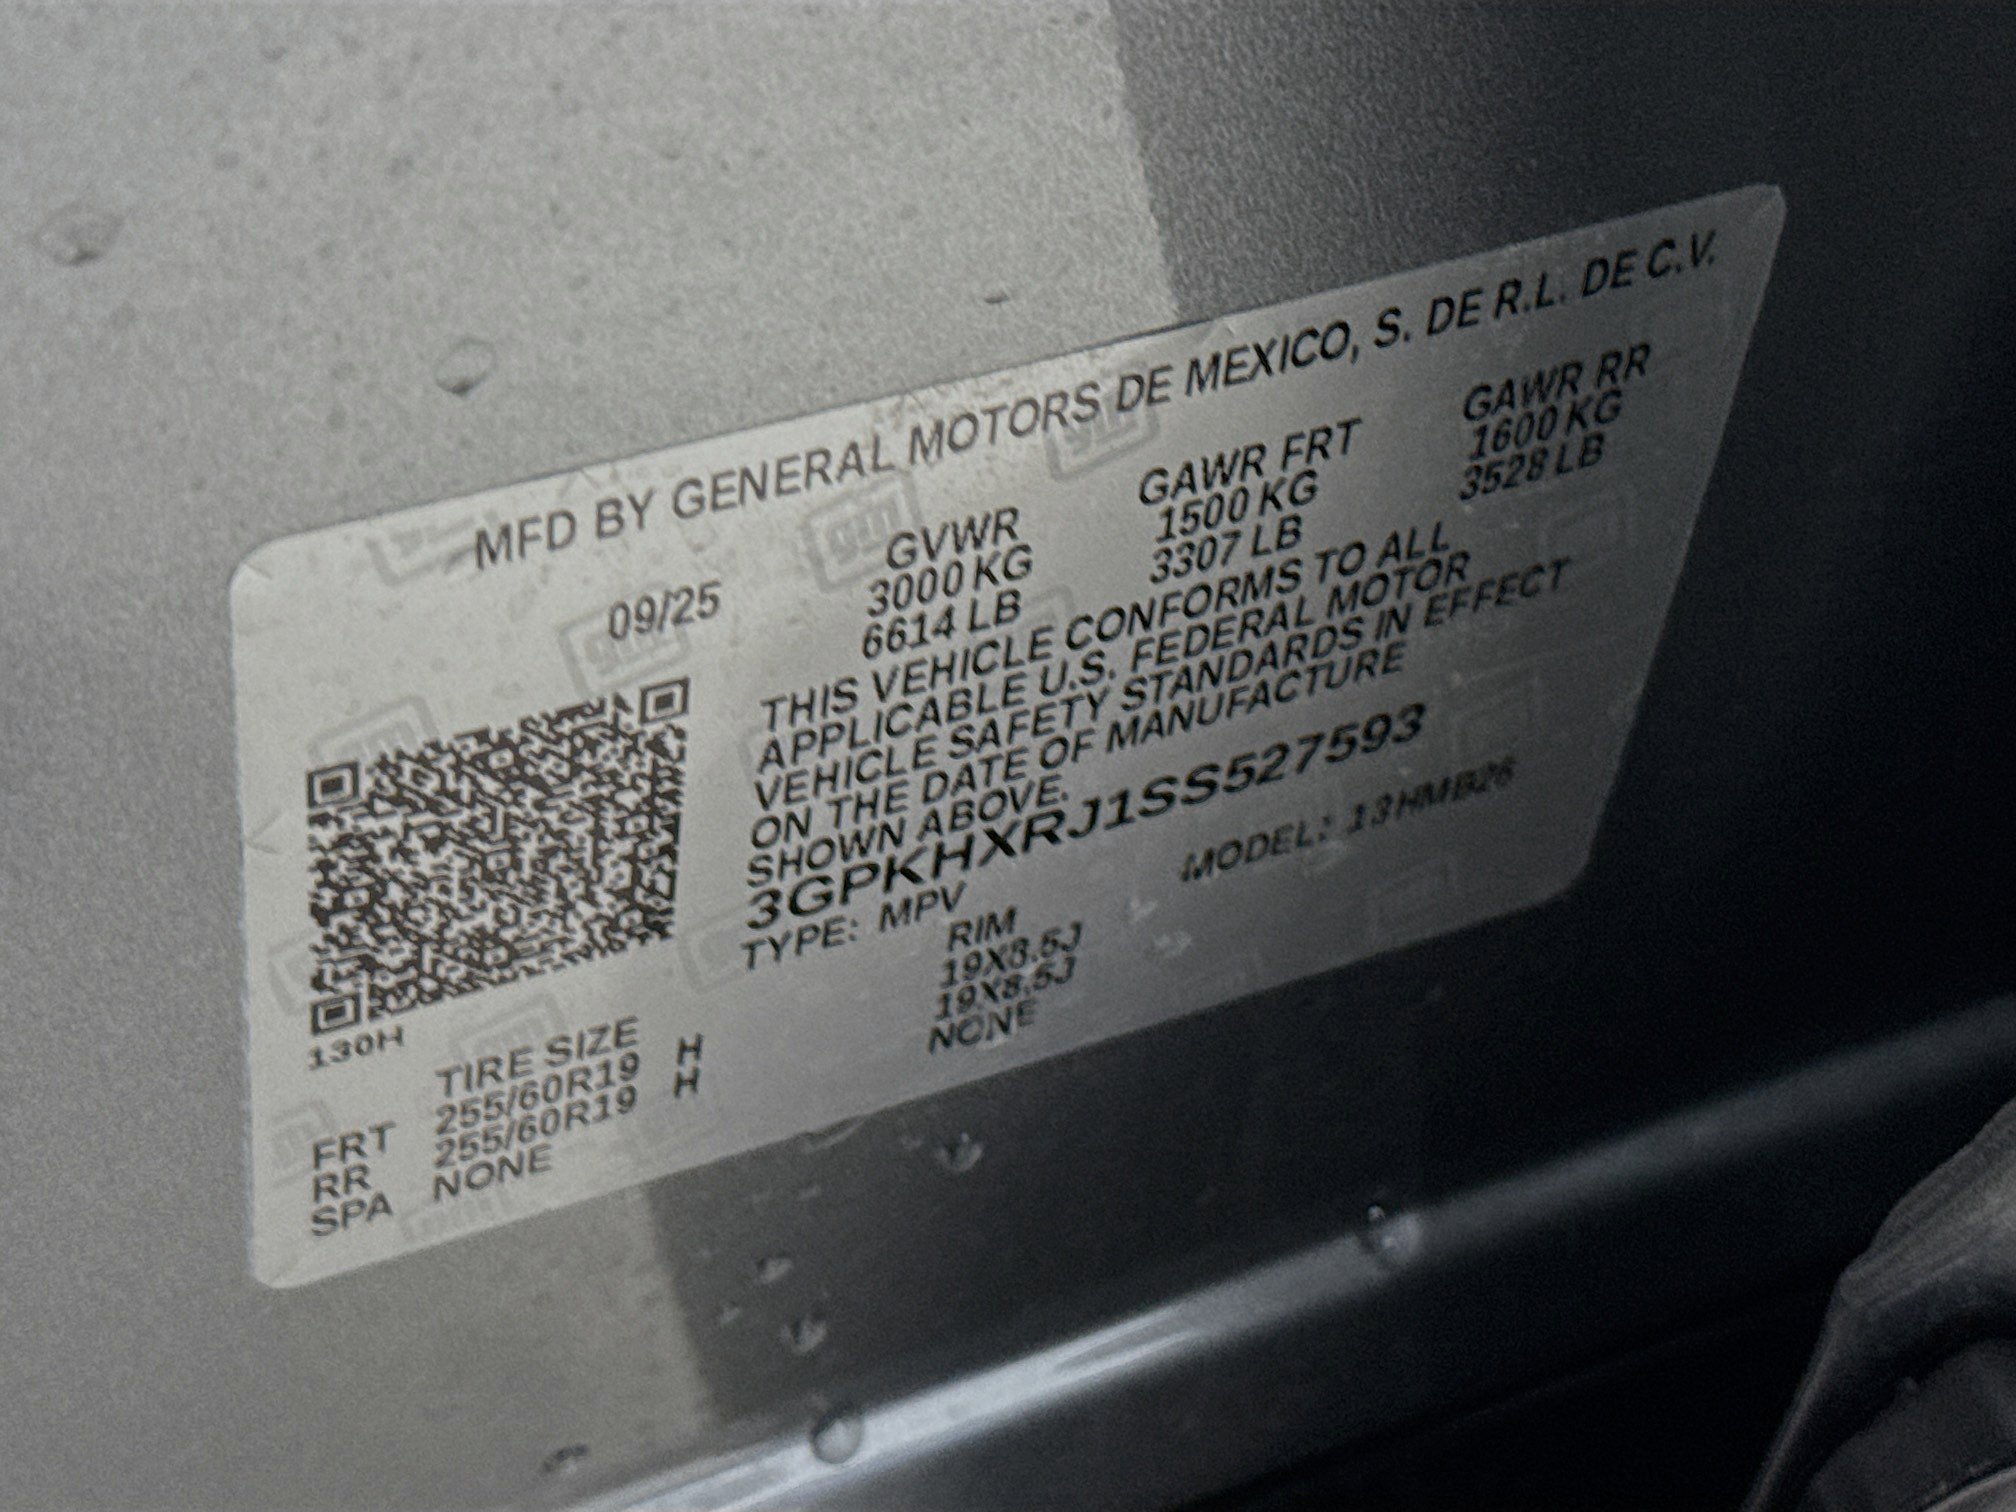 MFD BY GENERAL MOTORS DE MEXICO, S. DE R.L. DE C.V.
09/25 GVWR GAWR FRT GAWR RR
3000 KG 1500 KG 1600 KG
6614 LB 3307 LB 3528 LB
THIS VEHICLE CONFORMS TO ALL
APPLICABLE U.S. FEDERAL MOTOR
VEHICLE SAFETY STANDARDS IN EFFECT
ON THE DATE OF MANUFACTURE
SHOWN ABOVE.
3GPKHXRJ1SS527593
TYPE: MPV MODEL: 13HMB26
130H
TIRE SIZE RIM
FRT 255/60R19 H 19X8.5J
RR 255/60R19 H 19X8.5J
SPA NONE NONE